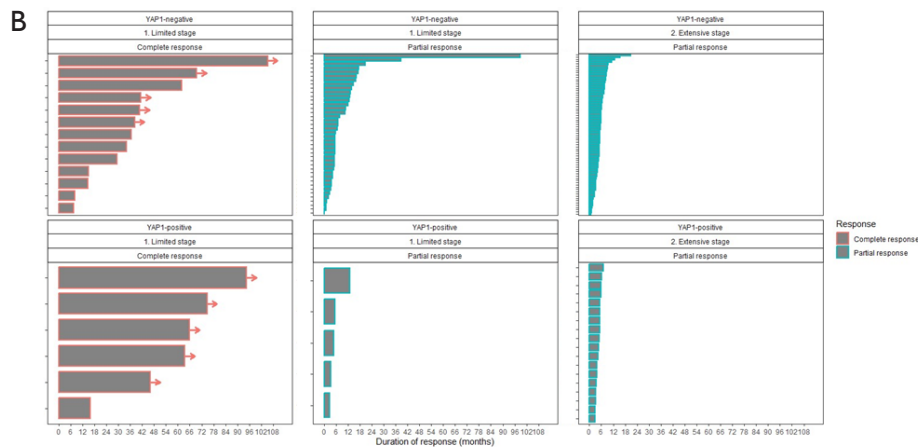 B
YAP1-negative
1. Limited stage
Complete response
YAP1-negative
1. Limited stage
Partial response
YAP1-negative
2. Extensive stage
Partial response
YAP1-positive
1. Limited stage
Complete response
YAP1-positive
1. Limited stage
Partial response
YAP1-positive
2. Extensive stage
Partial response
Response
Complete response
Partial response
0 6 12 18 24 30 36 42 48 54 60 66 72 78 84 90 96 102108
0 6 12 18 24 30 36 42 48 54 60 66 72 78 84 90 96 102108
0 6 12 18 24 30 36 42 48 54 60 66 72 78 84 90 96 102108
Duration of response (months)